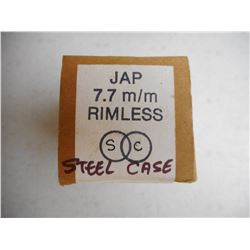 JAP
7.7 m/m
RIMLESS
S C
STEEL CASE